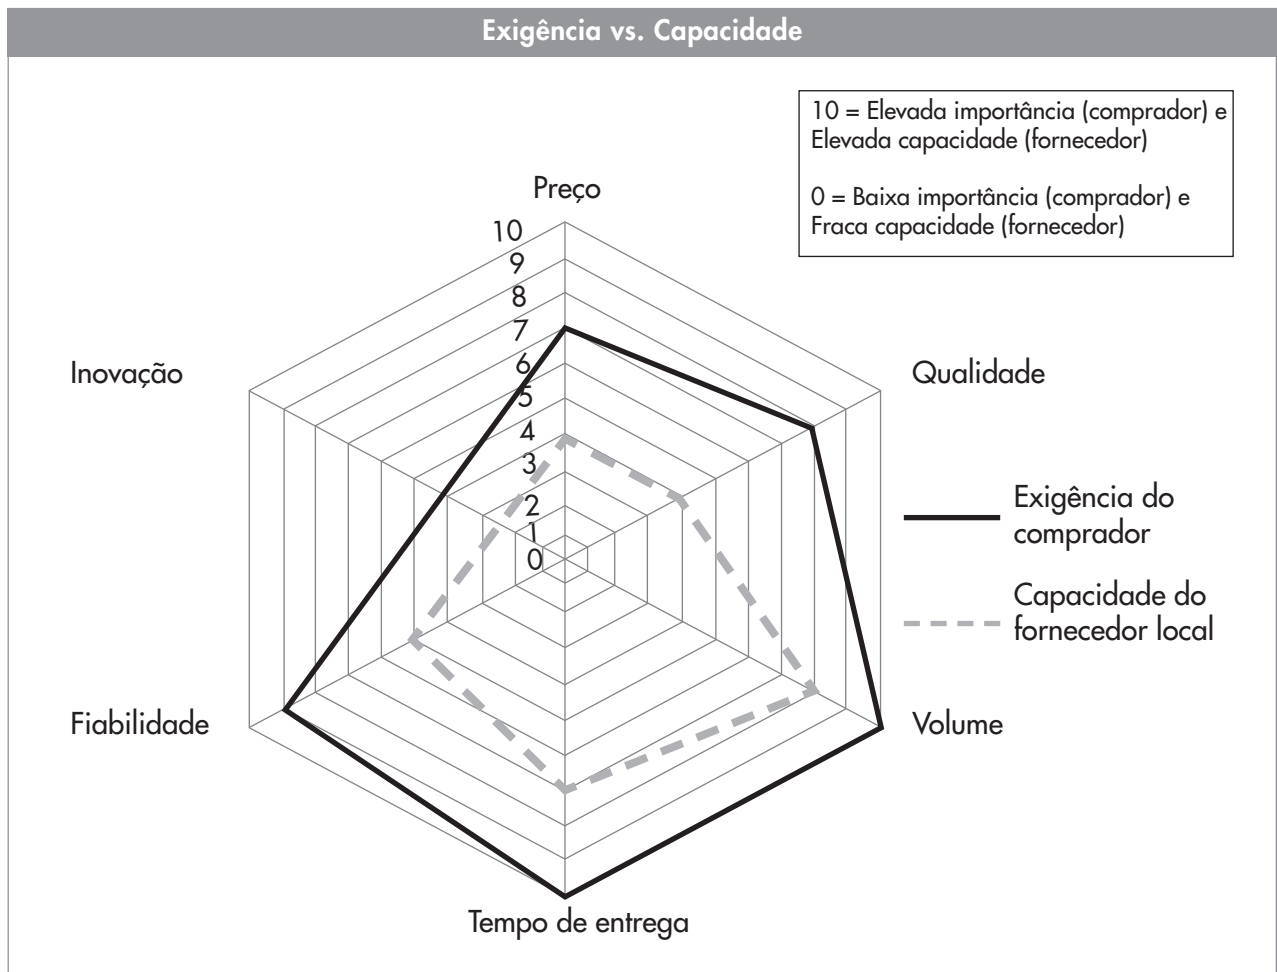 Exigência vs. Capacidade
10 = Elevada importância (comprador) e
Elevada capacidade (fornecedor)
0 = Baixa importância (comprador) e
Fraca capacidade (fornecedor)
Preço
10
9
8
7
6
5
4
3
2
1
0
Inovação
Qualidade
Exigência do
comprador
Capacidade do
fornecedor local
Fiabilidade
Volume
Tempo de entrega